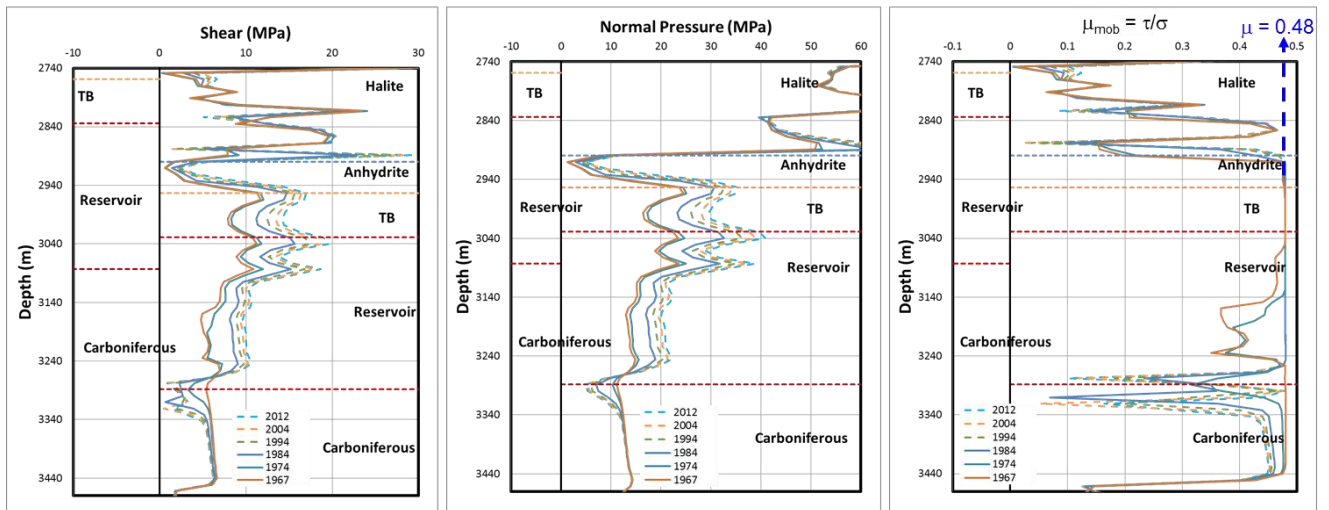 Shear (MPa)
-10 0 10 20 30
2740
2840
2940
3040
3140
3240
3340
3440
Depth (m)
TB
Halite
Anhydrite
Reservoir
TB
Reservoir
Carboniferous
Carboniferous
2012
2004
1994
1984
1974
1967
Normal Pressure (MPa)
-10 0 10 20 30 40 50 60
2740
2840
2940
3040
3140
3240
3340
3440
Depth (m)
TB
Halite
Anhydrite
Reservoir
TB
Reservoir
Carboniferous
Carboniferous
2012
2004
1994
1984
1974
1967
μmob = τ/σ
μ = 0.48
-0.1 0 0.1 0.2 0.3 0.4 0.5
2740
2840
2940
3040
3140
3240
3340
3440
Depth (m)
TB
Halite
Anhydrite
Reservoir
TB
Reservoir
Carboniferous
Carboniferous
2012
2004
1994
1984
1974
1967